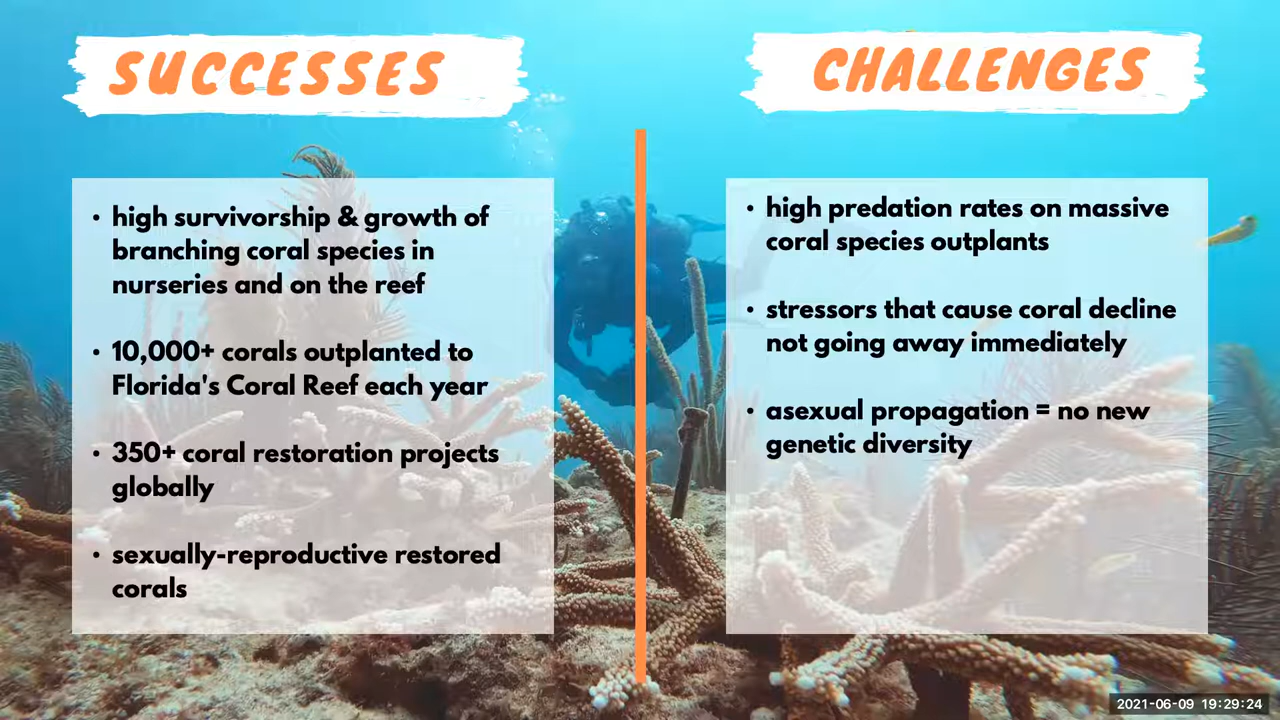 SUCCESSES
high survivorship & growth of
branching coral species in
nurseries and on the reef
10,000+ corals outplanted to
Florida's Coral Reef each year
350+ coral restoration projects
globally
sexually-reproductive restored
corals
CHALLENGES
high predation rates on massive
coral species outplants
stressors that cause coral decline
not going away immediately
asexual propagation = no new
genetic diversity
2021-06-09 19:29:24